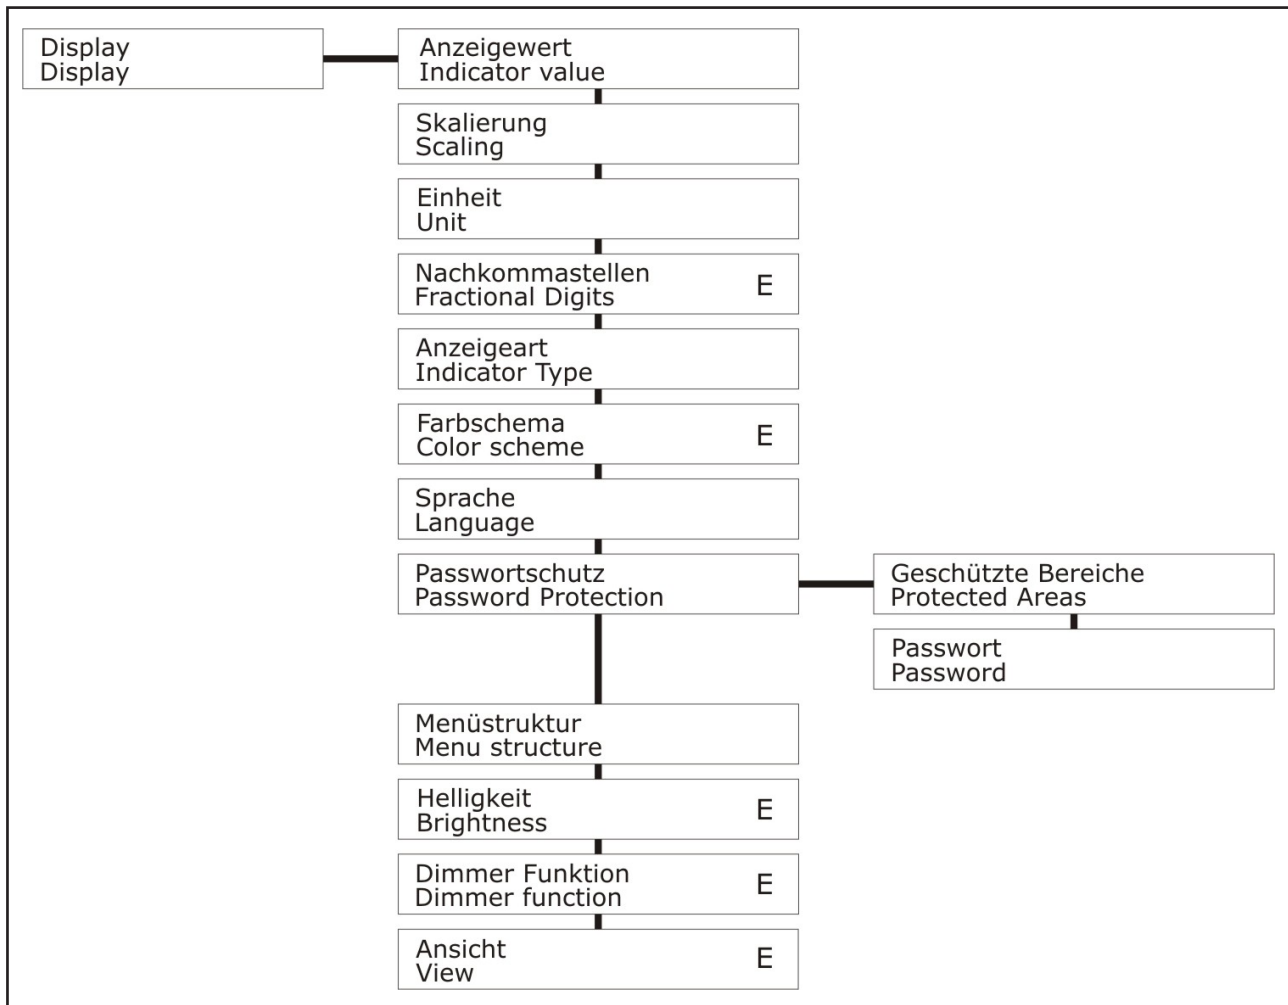 Display
Display
Anzeigewert
Indicator value
Skalierung
Scaling
Einheit
Unit
Nachkommastellen
Fractional Digits
E
Anzeigeart
Indicator Type
Farbschema
Color scheme
E
Sprache
Language
Passwortschutz
Password Protection
Geschützte Bereiche
Protected Areas
Passwort
Password
Menüstruktur
Menu structure
Helligkeit
Brightness
E
Dimmer Funktion
Dimmer function
E
Ansicht
View
E